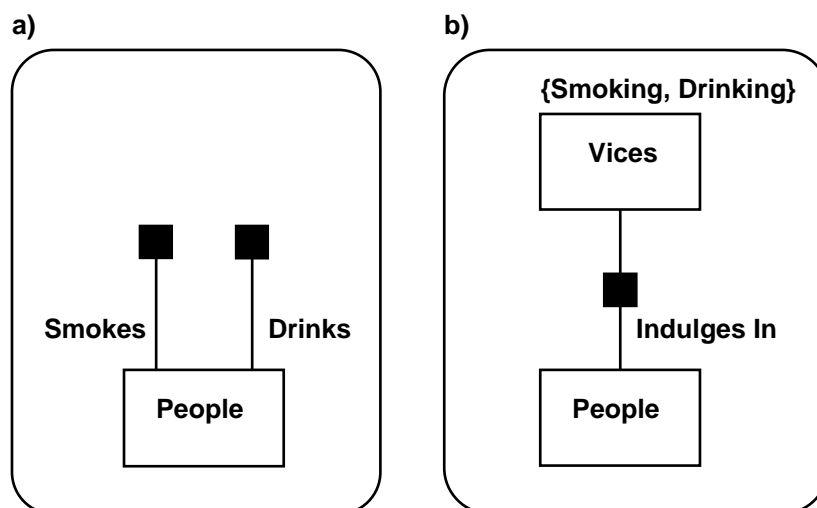 a)
Smokes
Drinks
People
b)
{Smoking, Drinking}
Vices
Indulges In
People